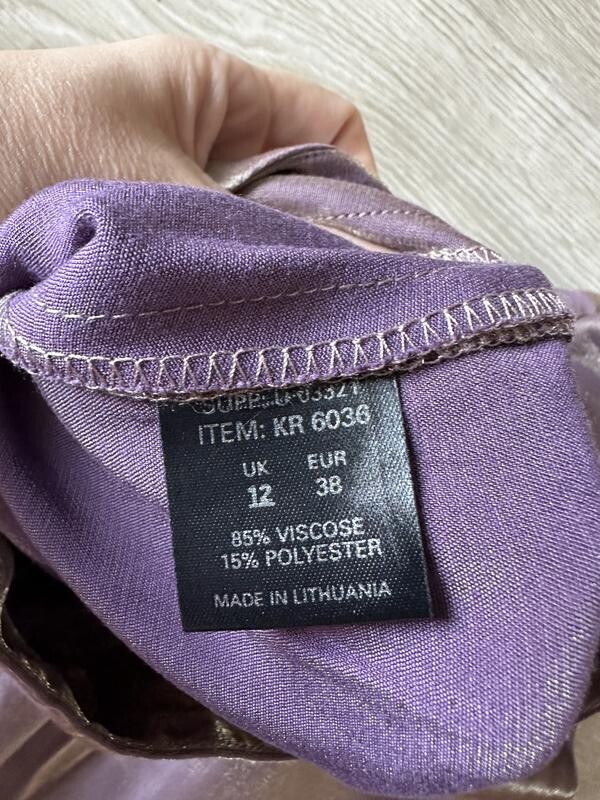 ITEM: KR 6036
UK EUR
12 38
85% VISCOSE
15% POLYESTER
MADE IN LITHUANIA